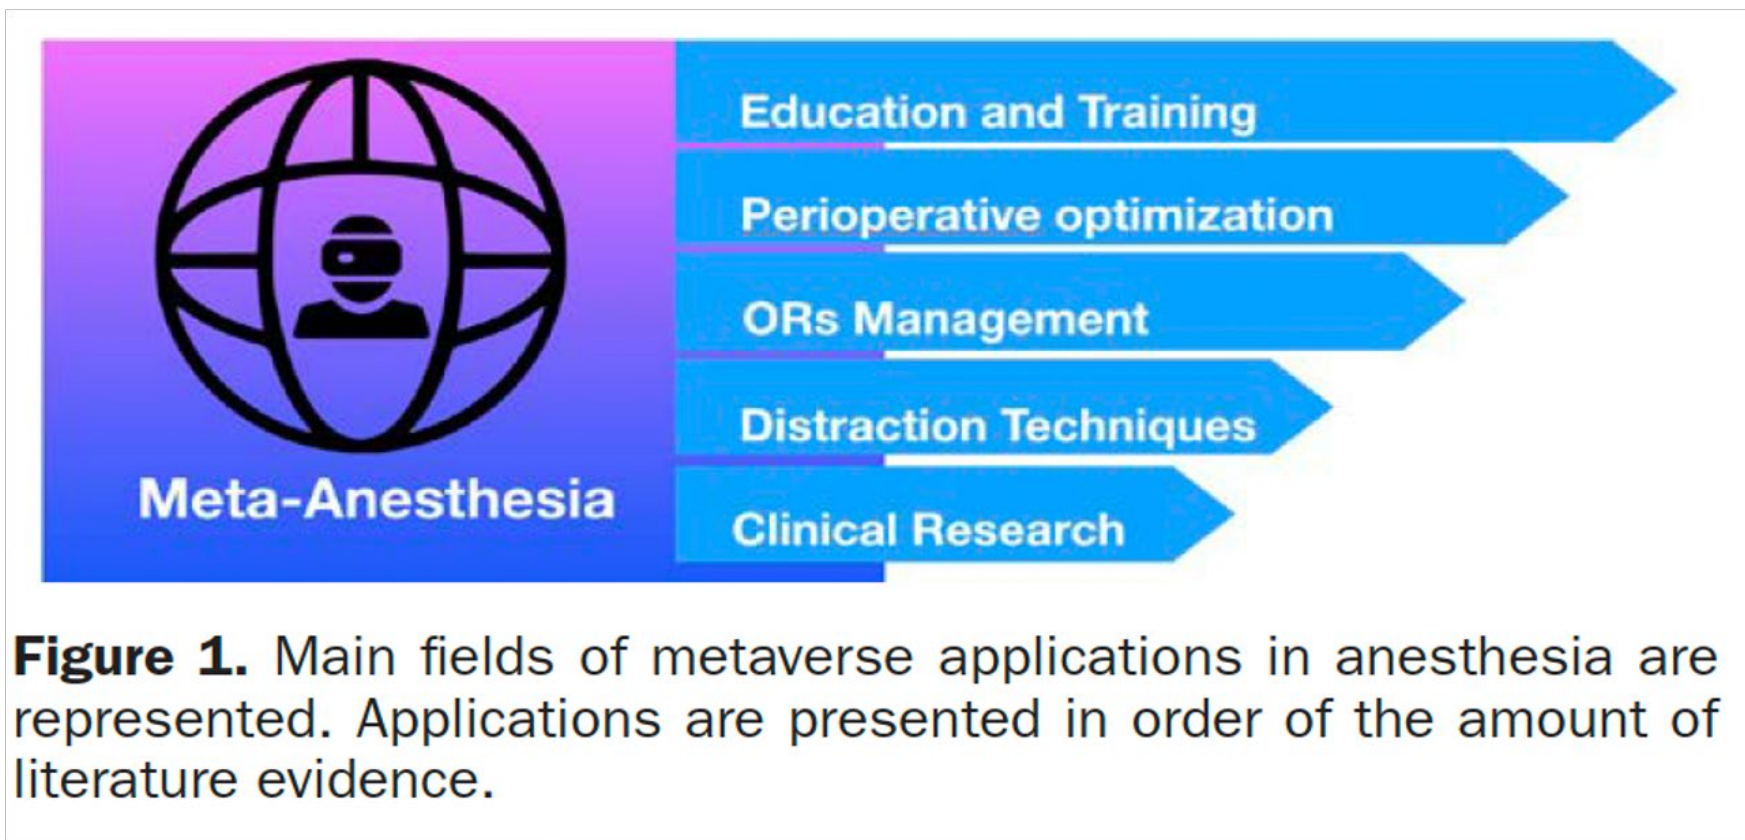 Education and Training
Perioperative optimization
ORs Management
Distraction Techniques
Clinical Research
Meta-Anesthesia
Figure 1. Main fields of metaverse applications in anesthesia are
represented. Applications are presented in order of the amount of
literature evidence.